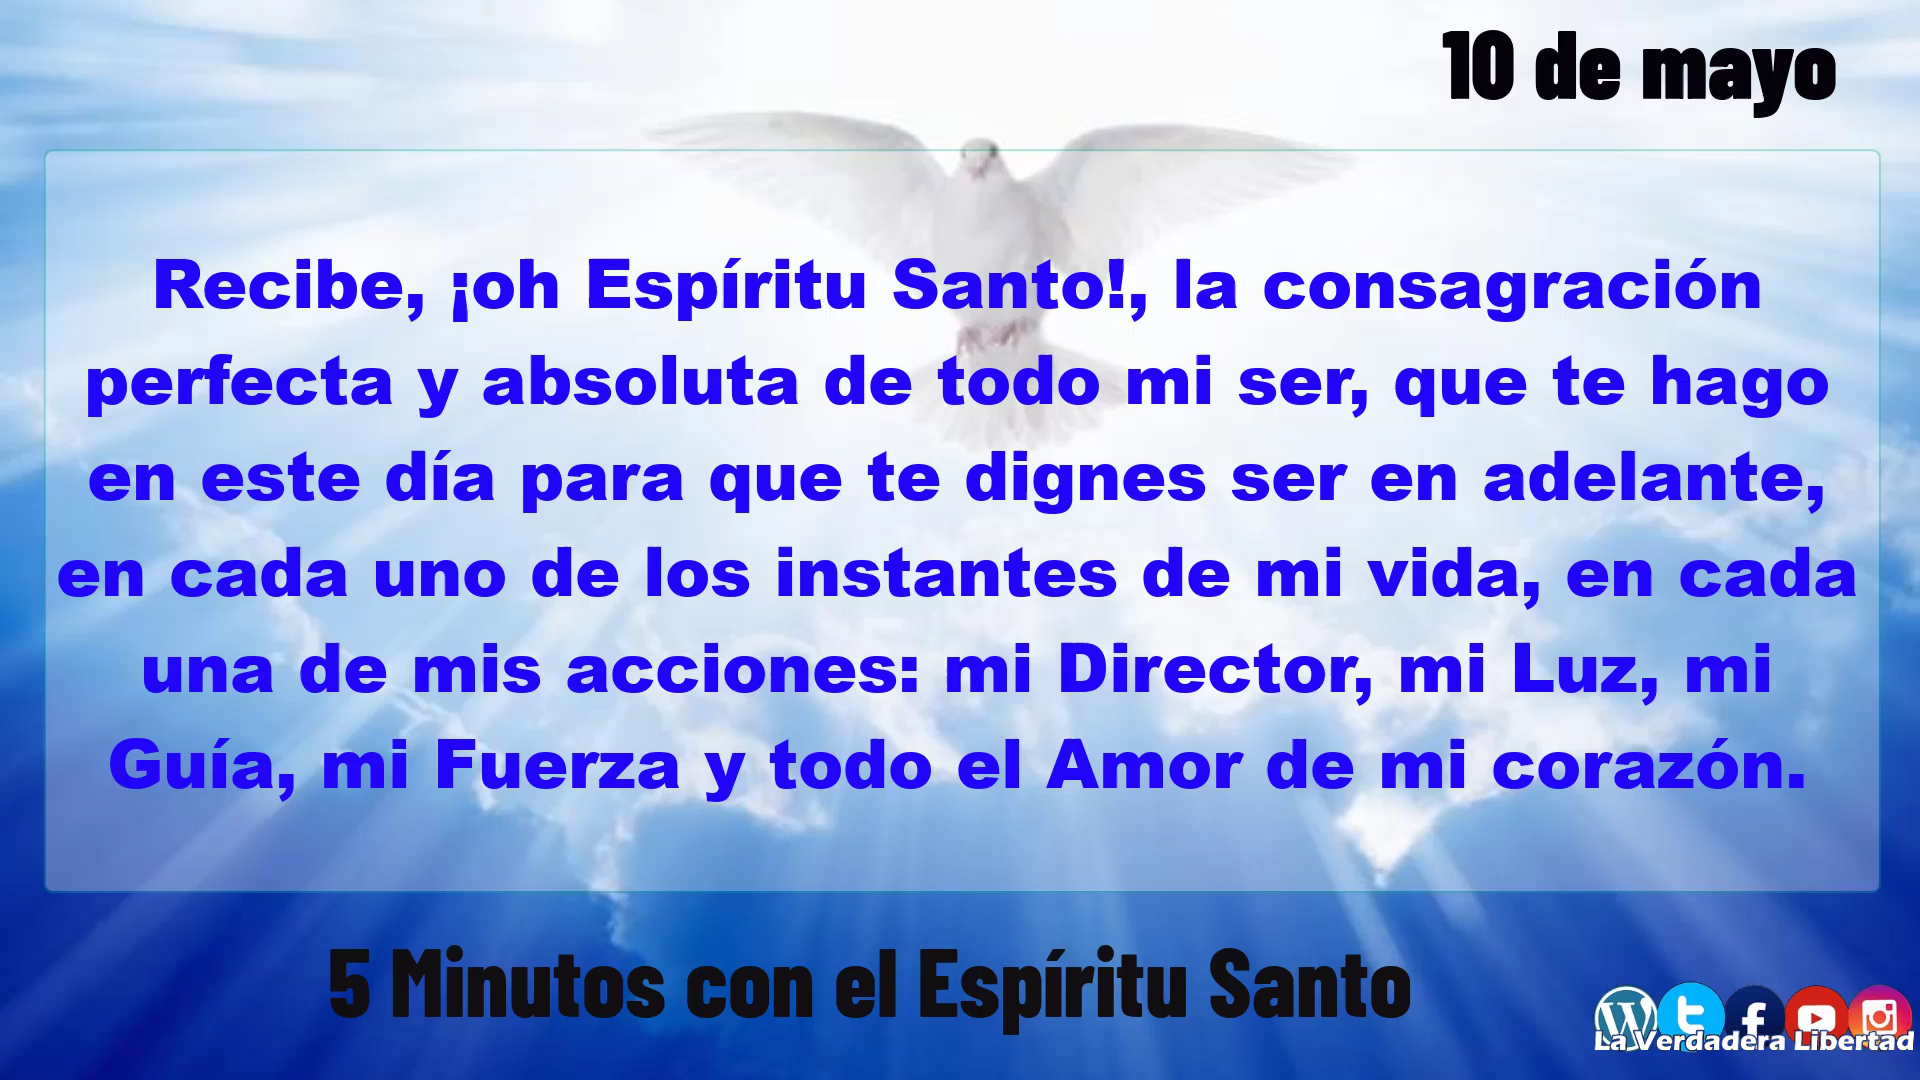 10 de mayo
Recibe, ¡oh Espíritu Santo!, la consagración
perfecta y absoluta de todo mi ser, que te hago
en este día para que te dignes ser en adelante,
en cada uno de los instantes de mi vida, en cada
una de mis acciones: mi Director, mi Luz, mi
Guía, mi Fuerza y todo el Amor de mi corazón.
5 Minutos con el Espíritu Santo
La Verdadera Libertad